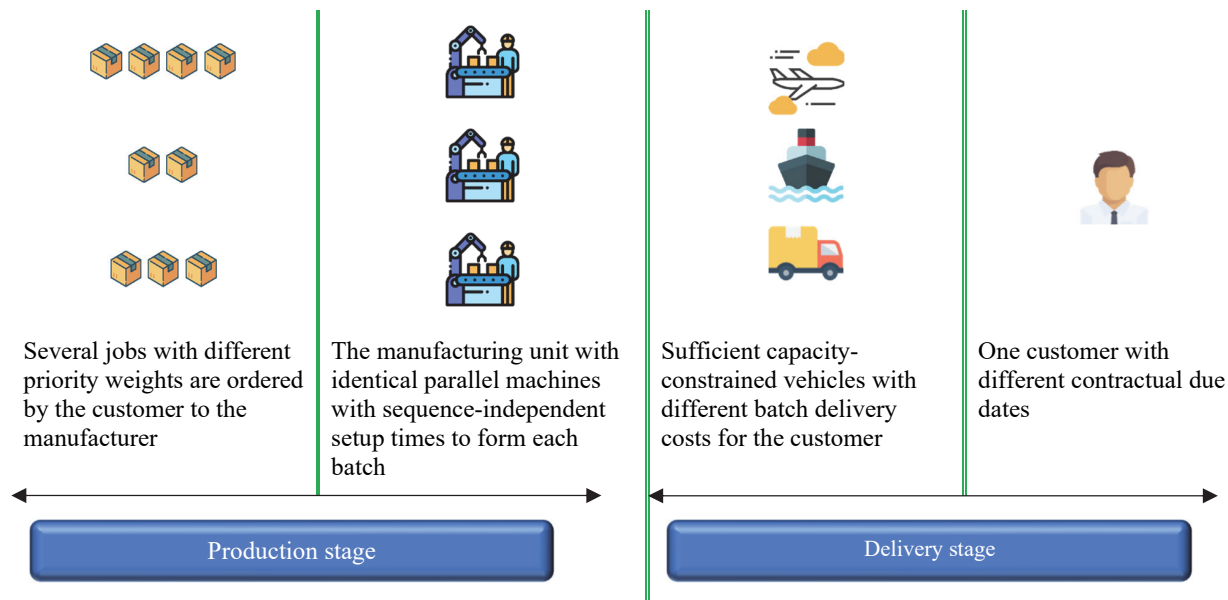 Several jobs with different
priority weights are ordered
by the customer to the
manufacturer
The manufacturing unit with
identical parallel machines
with sequence-independent
setup times to form each
batch
Sufficient capacity-
constrained vehicles with
different batch delivery
costs for the customer
One customer with
different contractual due
dates
Production stage
Delivery stage